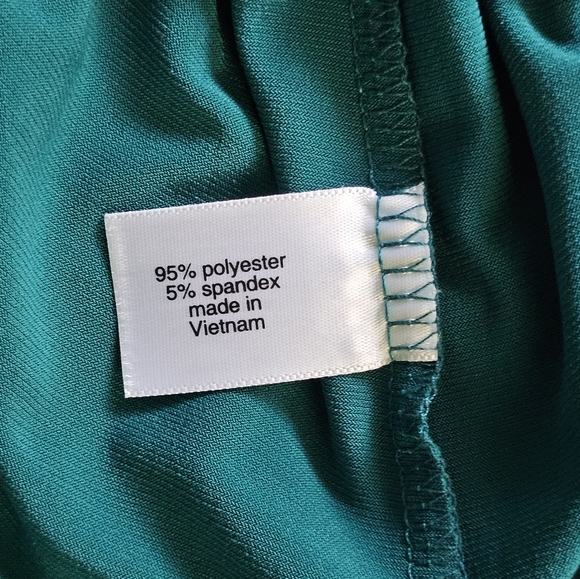 95% polyester
5% spandex
made in
Vietnam